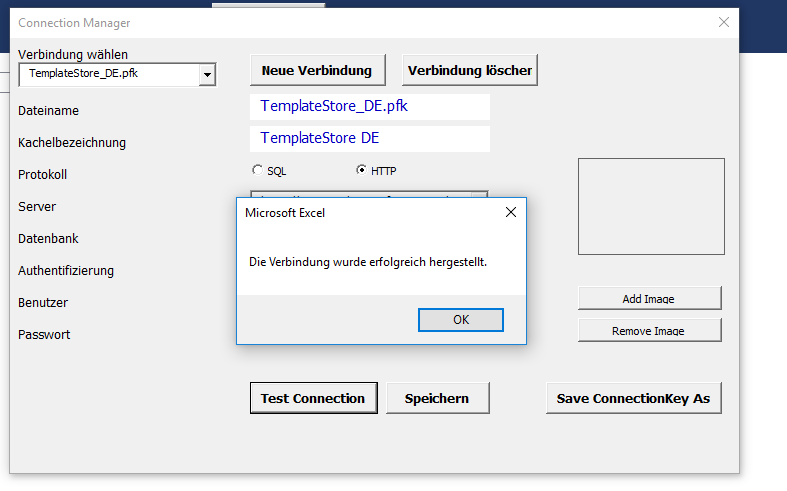 Connection Manager
Verbindung wählen
TemplateStore_DE.pfk
Neue Verbindung
Verbindung löscher
Dateiname
TemplateStore_DE.pfk
Kachelbezeichnung
TemplateStore DE
Protokoll
SQL
HTTP
Server
Microsoft Excel
Datenbank
Die Verbindung wurde erfolgreich hergestellt.
Authentifizierung
Benutzer
Add Image
OK
Passwort
Remove Image
Test Connection
Speichern
Save ConnectionKey As